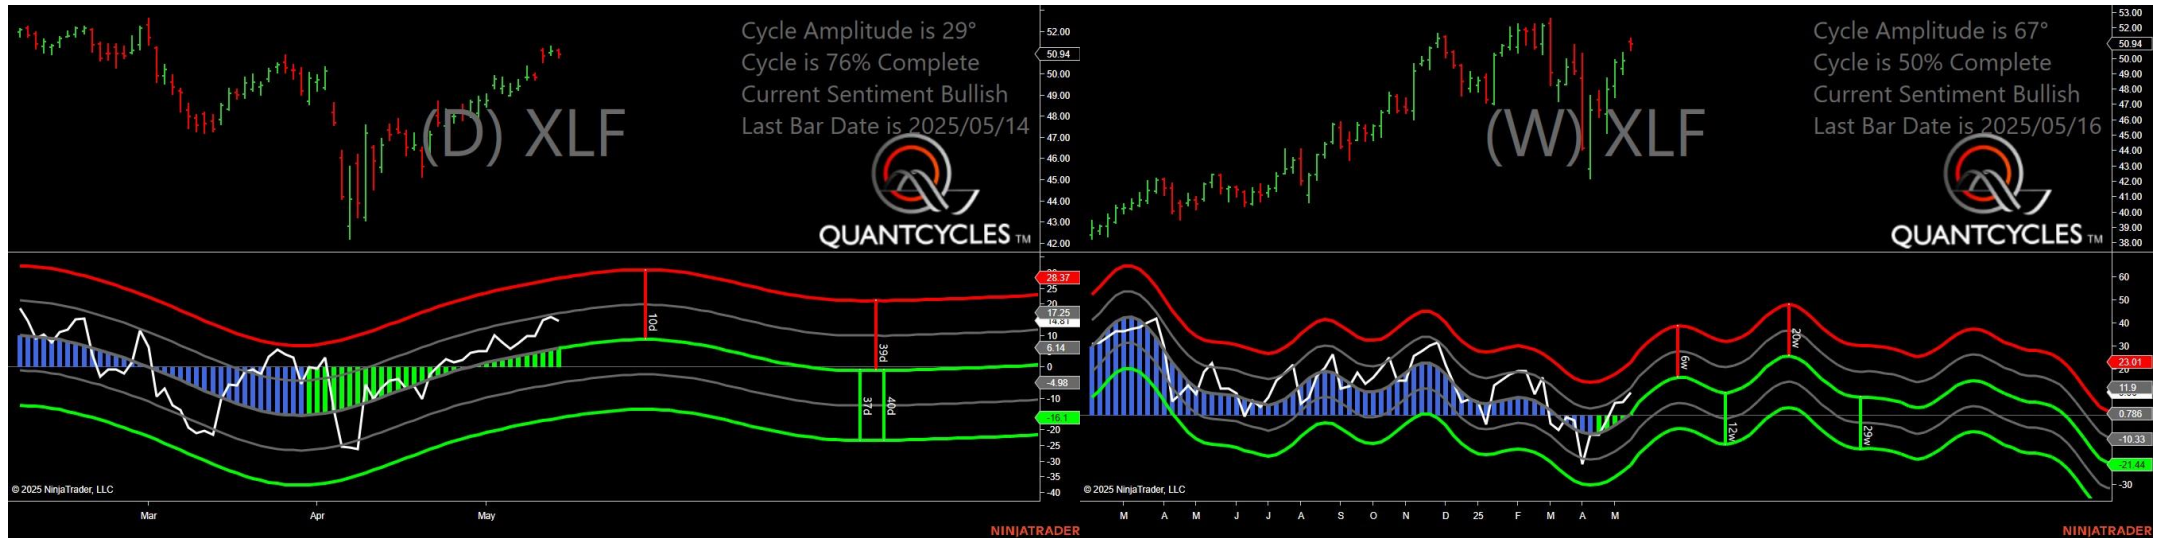 Cycle Amplitude is 29°
Cycle is 76% Complete
Current Sentiment Bullish
Last Bar Date is 2025/05/14
(D) XLF
QUANTCYCLES TM
52.00
50.94
50.00
49.00
48.00
47.00
46.00
45.00
44.00
43.00
42.00
28.37
25
20
17.25
14.81
10
6.14
0
-4.98
-10
-16.1
-20
-25
-30
-35
-40
10d
39d
37d
40d
© 2025 NinjaTrader, LLC
Mar Apr May
NINJATRADER
Cycle Amplitude is 67°
Cycle is 50% Complete
Current Sentiment Bullish
Last Bar Date is 2025/05/16
(W) XLF
QUANTCYCLES TM
53.00
52.00
50.94
50.00
49.00
48.00
47.00
46.00
45.00
44.00
43.00
42.00
41.00
40.00
39.00
38.00
60
50
40
30
23.01
20
11.9
0.786
-10.33
-21.44
-30
6w
20w
12w
29w
© 2025 NinjaTrader, LLC
M A M J J A S O N D 25 F M A M
NINJATRADER